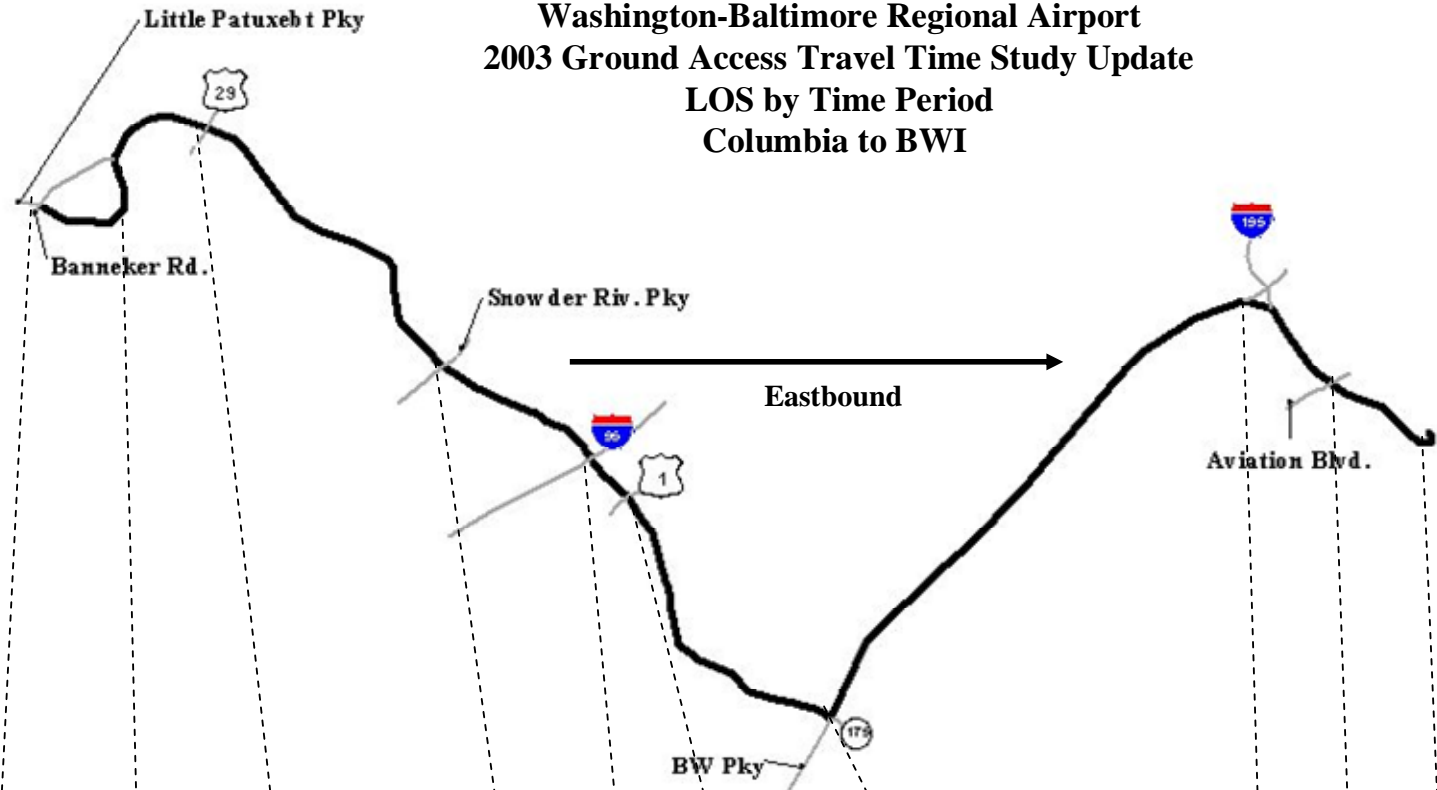 Little Patuxebt Pky
Washington-Baltimore Regional Airport
2003 Ground Access Travel Time Study Update
LOS by Time Period
Columbia to BWI
29
Banneker Rd.
Snowder Riv. Pky
195
Eastbound
95
1
Aviation Blvd.
175
BW Pky